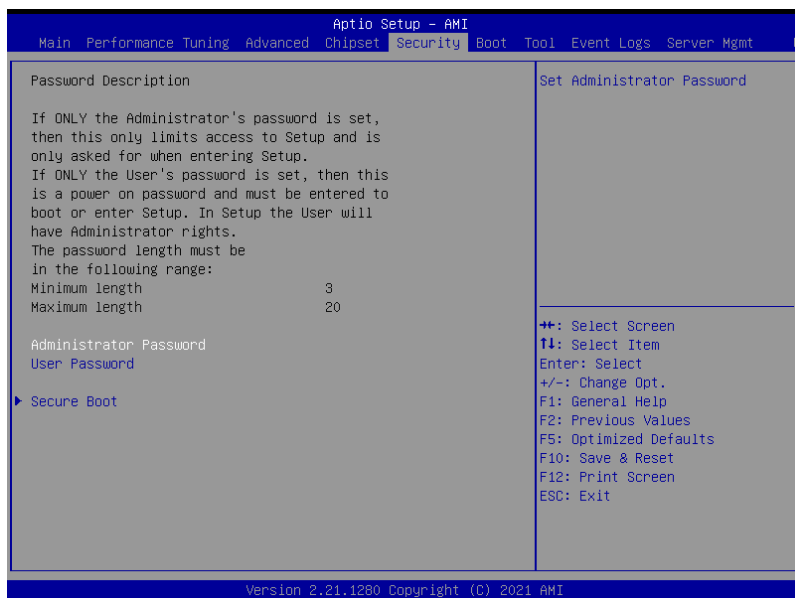 Aptio Setup – AMI
Main Performance Tuning Advanced Chipset Security Boot Tool Event Logs Server Mgmt
Password Description
Set Administrator Password
If ONLY the Administrator's password is set,
then this only limits access to Setup and is
only asked for when entering Setup.
If ONLY the User's password is set, then this
is a power on password and must be entered to
boot or enter Setup. In Setup the User will
have Administrator rights.
The password length must be
in the following range:
Minimum length 3
Maximum length 20
Administrator Password
User Password
Secure Boot
→←: Select Screen
↑↓: Select Item
Enter: Select
+/-: Change Opt.
F1: General Help
F2: Previous Values
F5: Optimized Defaults
F10: Save & Reset
F12: Print Screen
ESC: Exit
Version 2.21.1280 Copyright (C) 2021 AMI